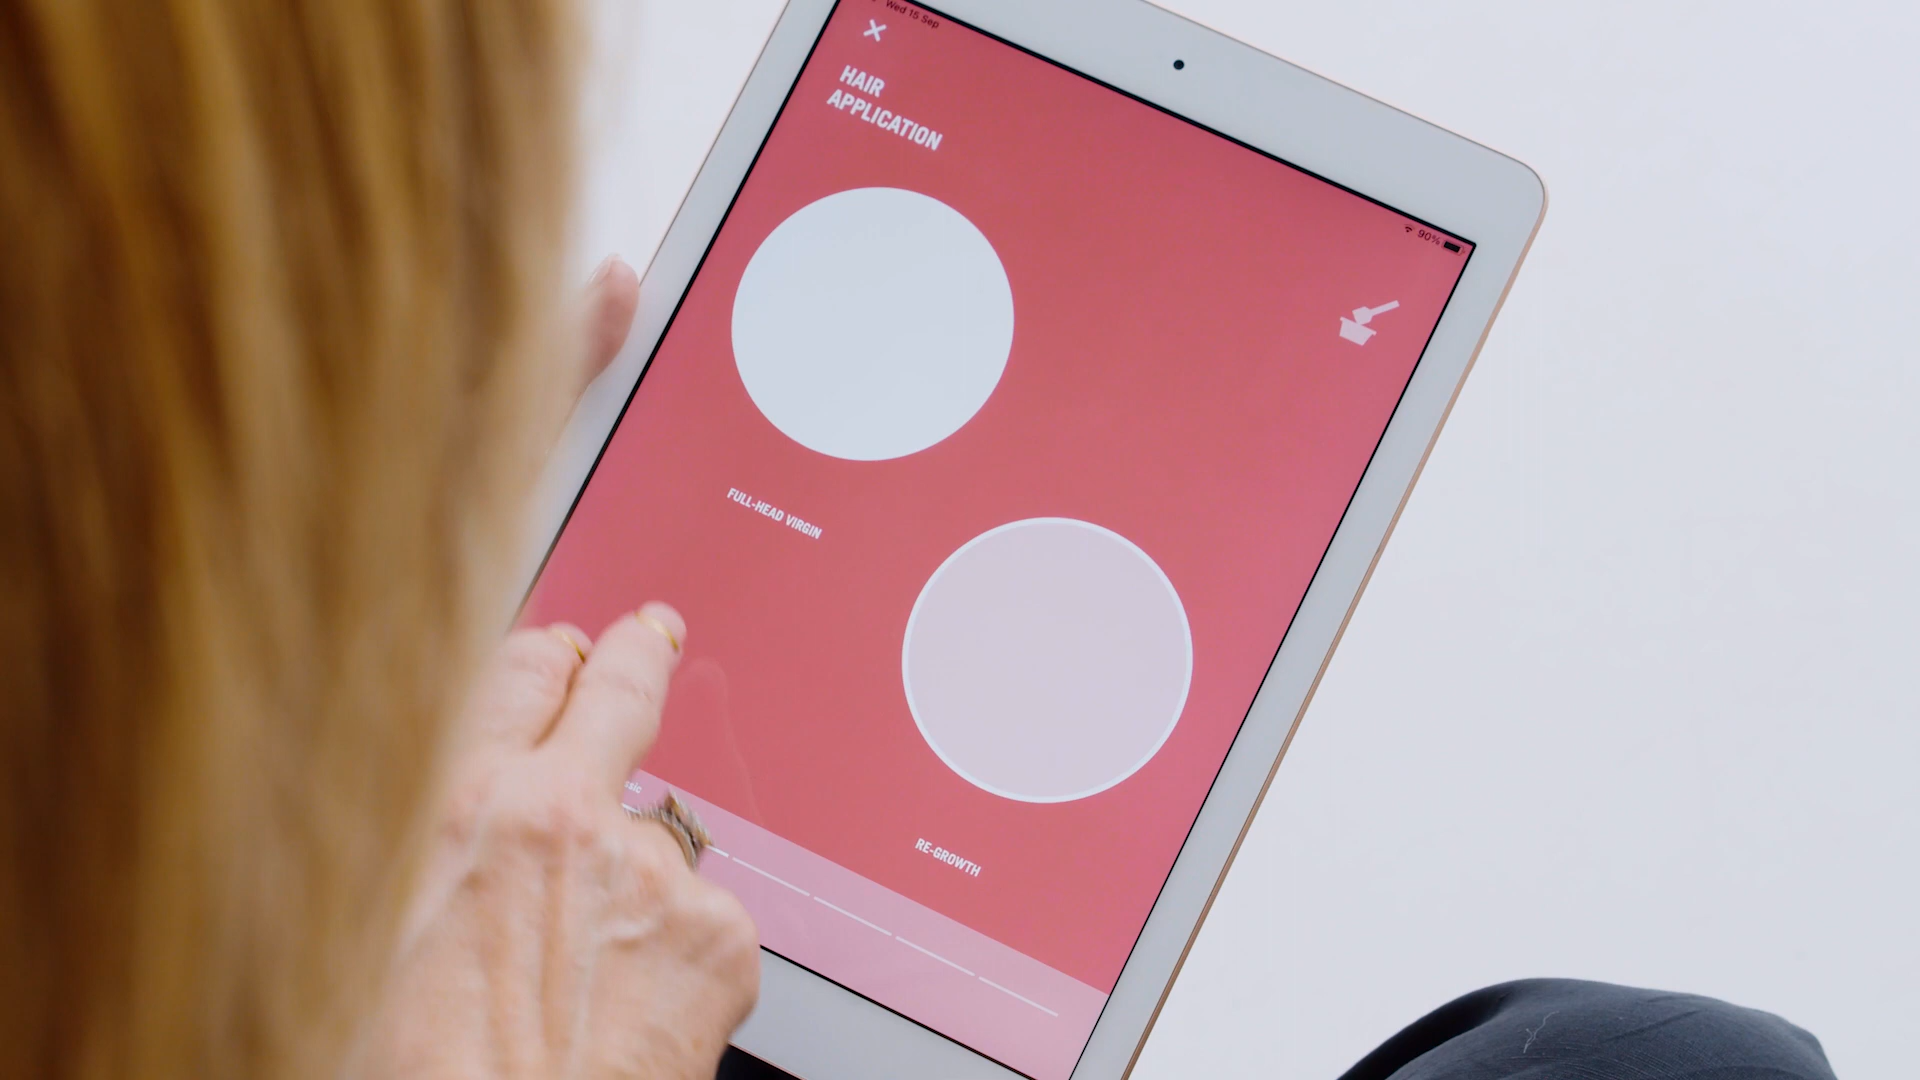 Wed 15 Sep
90%
HAIR
APPLICATION
FULL-HEAD VIRGIN
RE-GROWTH